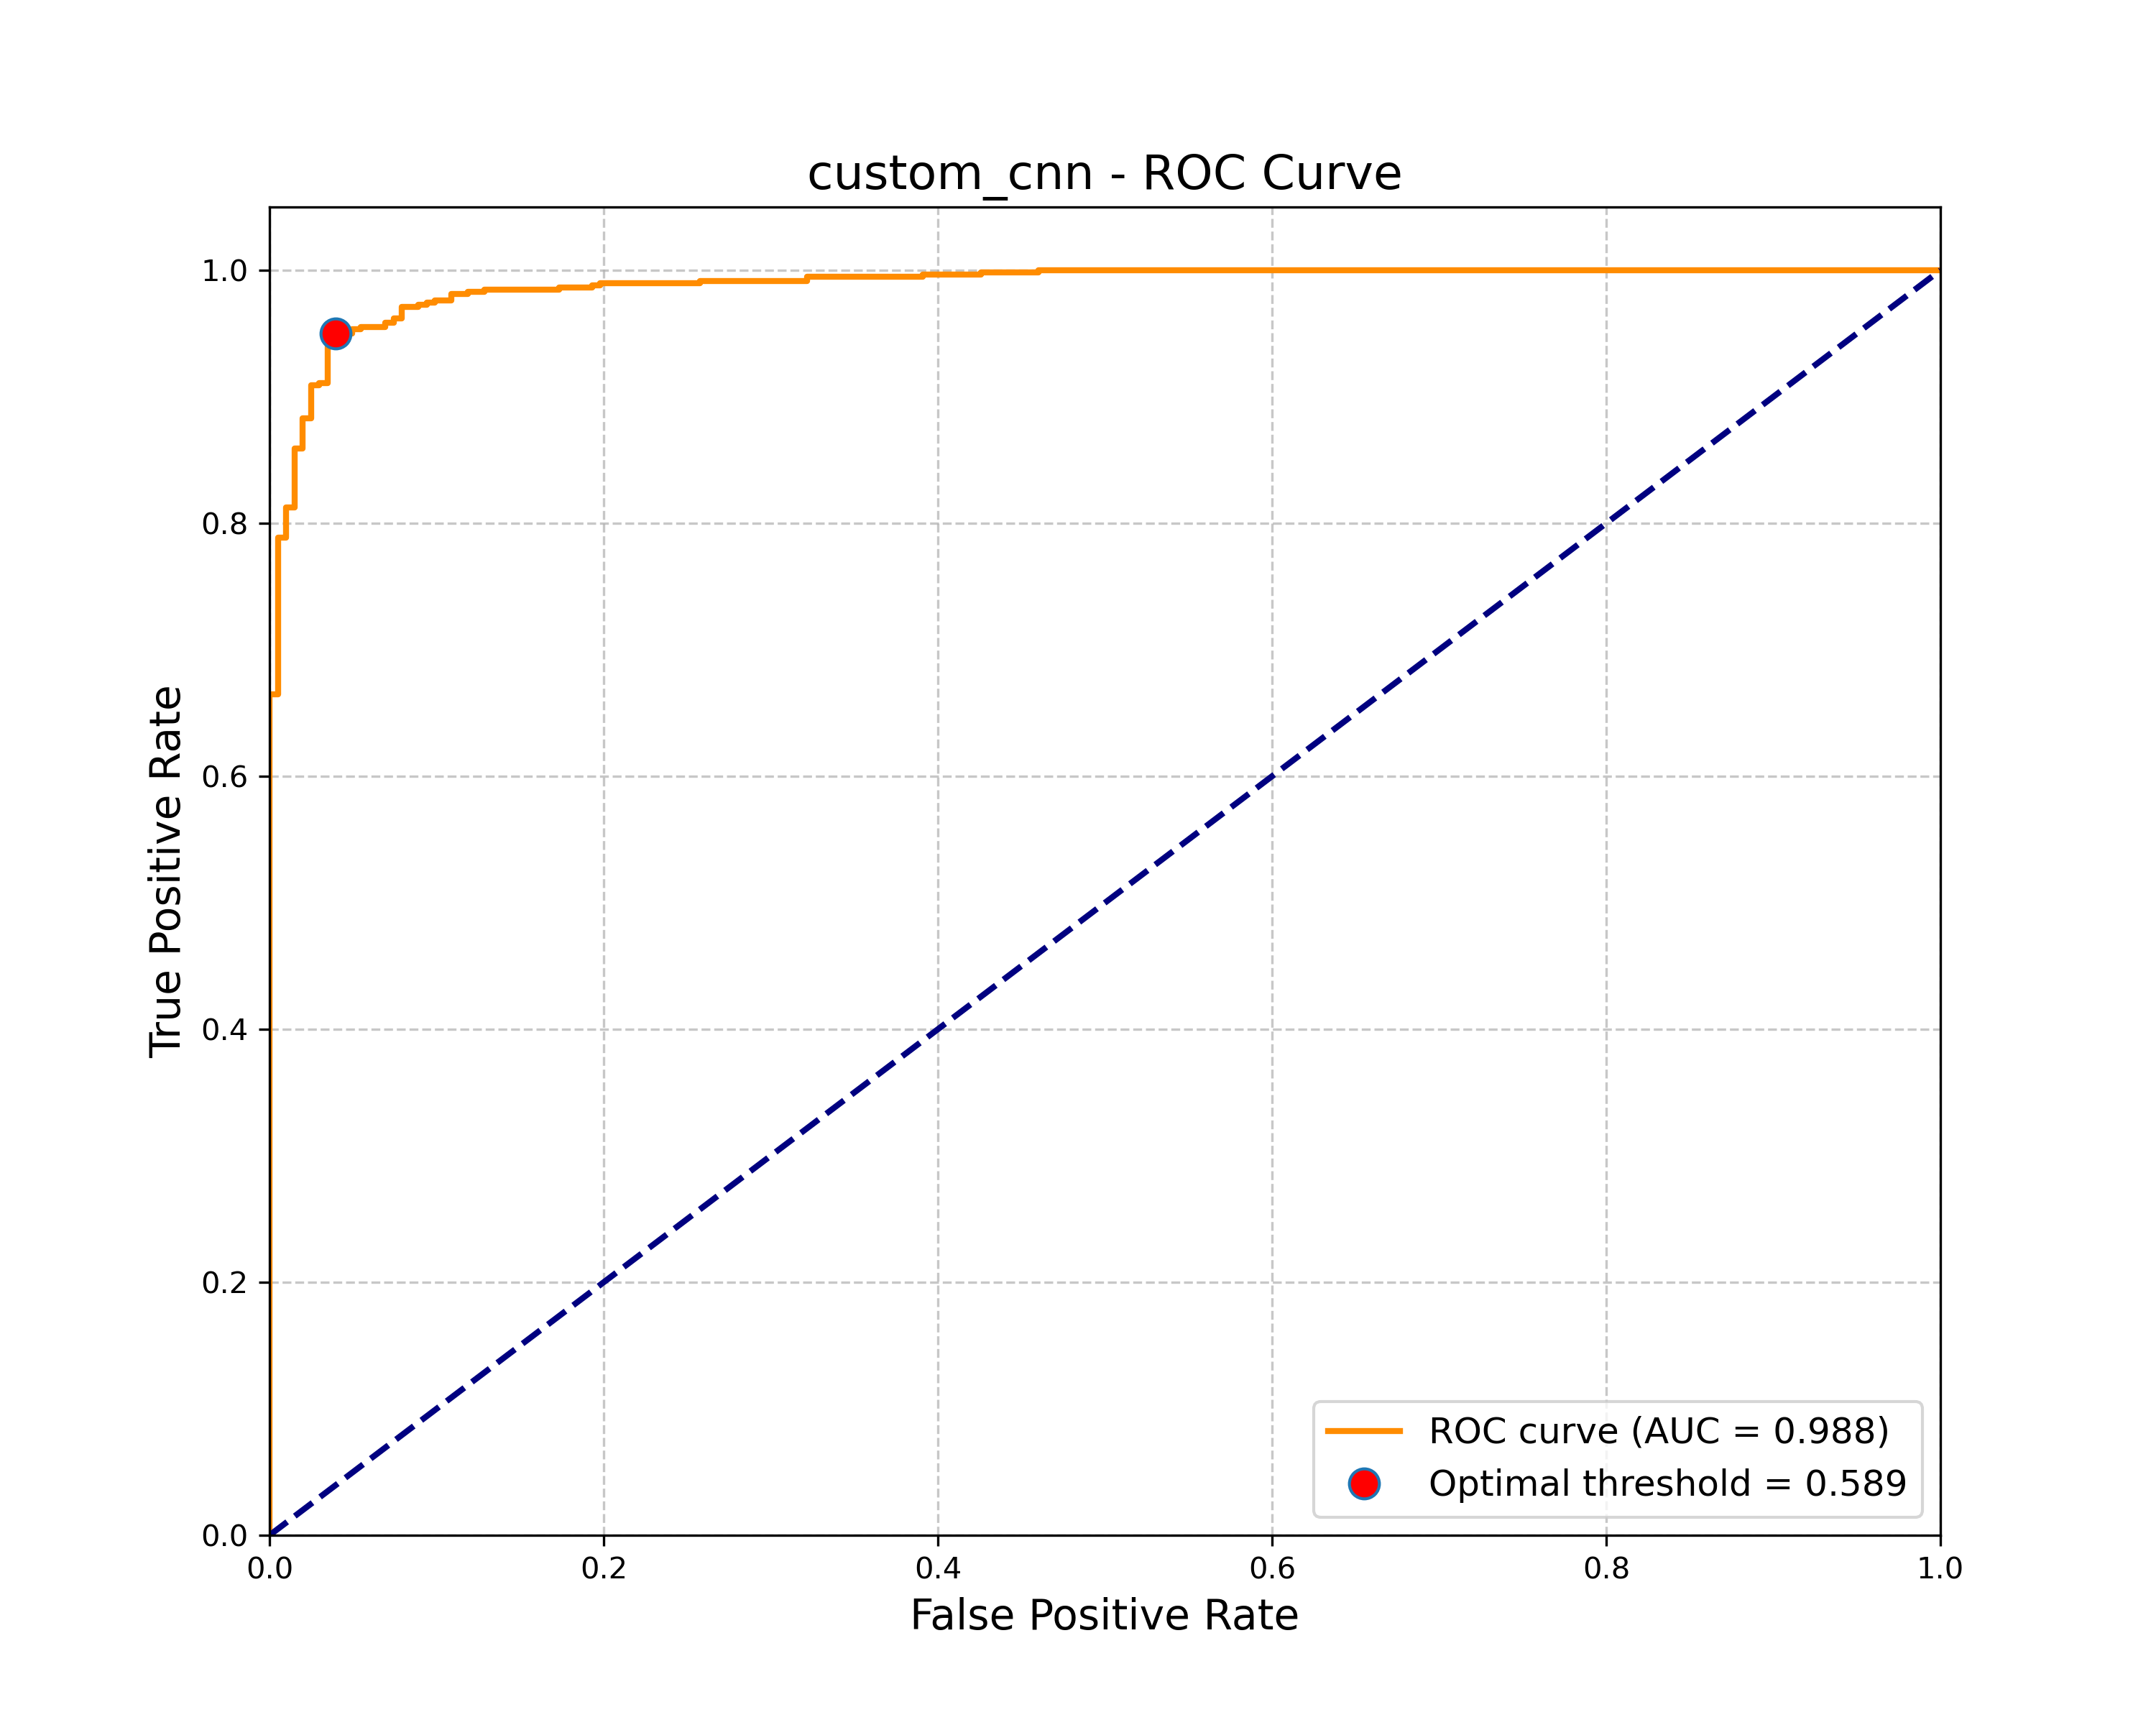 custom_cnn - ROC Curve
True Positive Rate
1.0
0.8
0.6
0.4
0.2
0.0
0.0 0.2 0.4 0.6 0.8 1.0
False Positive Rate
ROC curve (AUC = 0.988)
Optimal threshold = 0.589